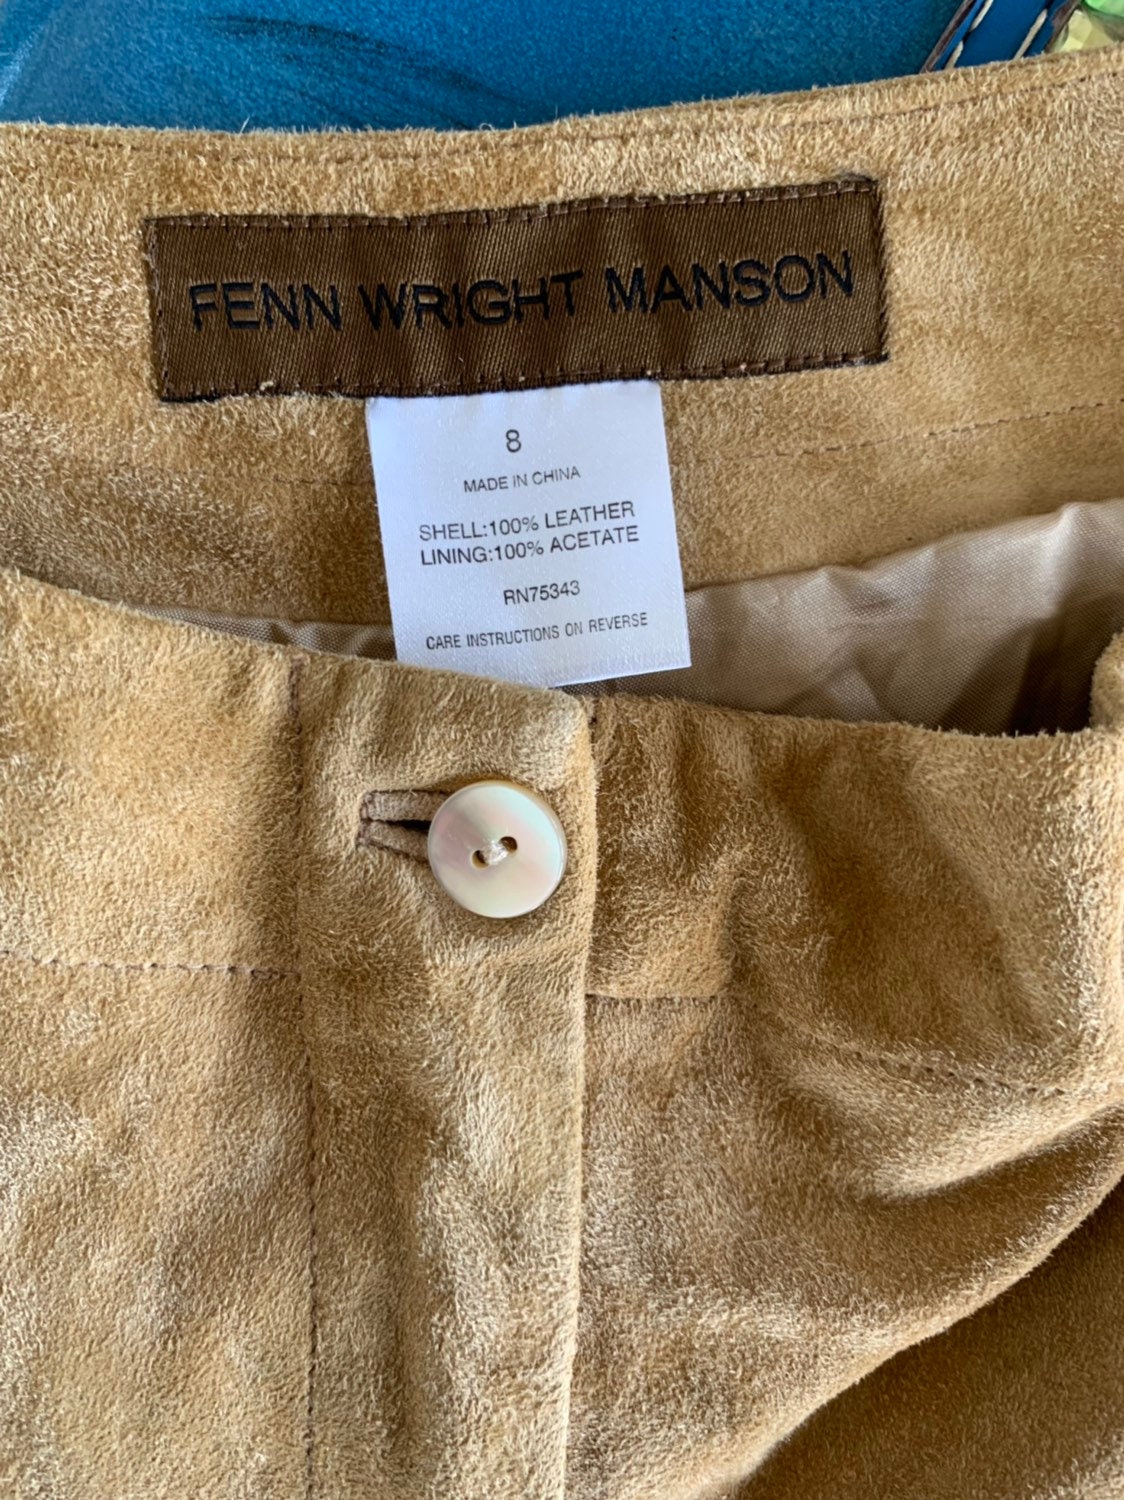 FENN WRIGHT MANSON
8
MADE IN CHINA
SHELL:100% LEATHER
LINING:100% ACETATE
RN75343
CARE INSTRUCTIONS ON REVERSE